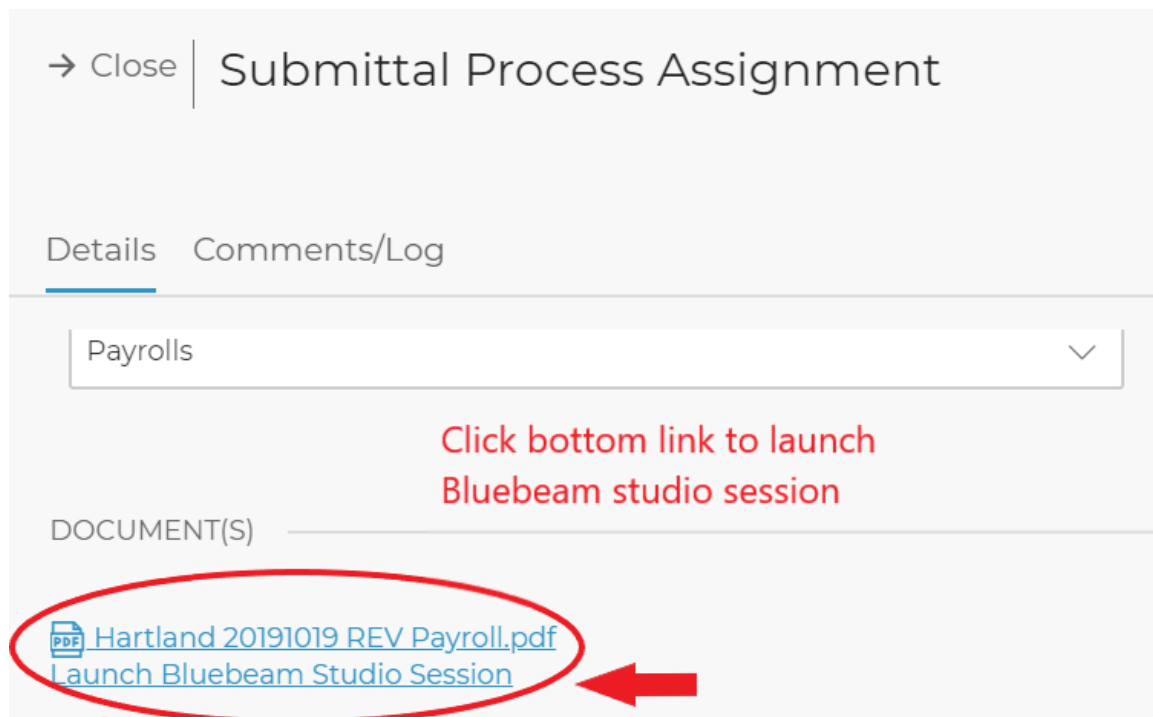 → Close Submittal Process Assignment
Details Comments/Log
Payrolls
Click bottom link to launch
Bluebeam studio session
DOCUMENT(S)
PDF Hartland 20191019 REV Payroll.pdf
Launch Bluebeam Studio Session